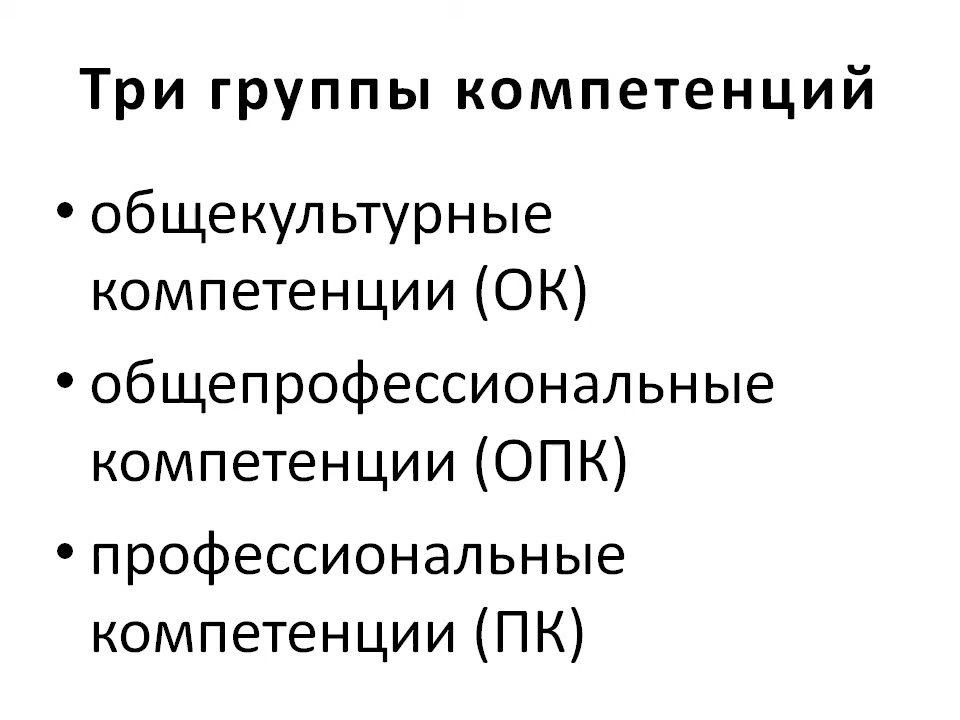 Три группы компетенций
• общекультурные
компетенции (ОК)
• общепрофессиональные
компетенции (ОПК)
• профессиональные
компетенции (ПК)